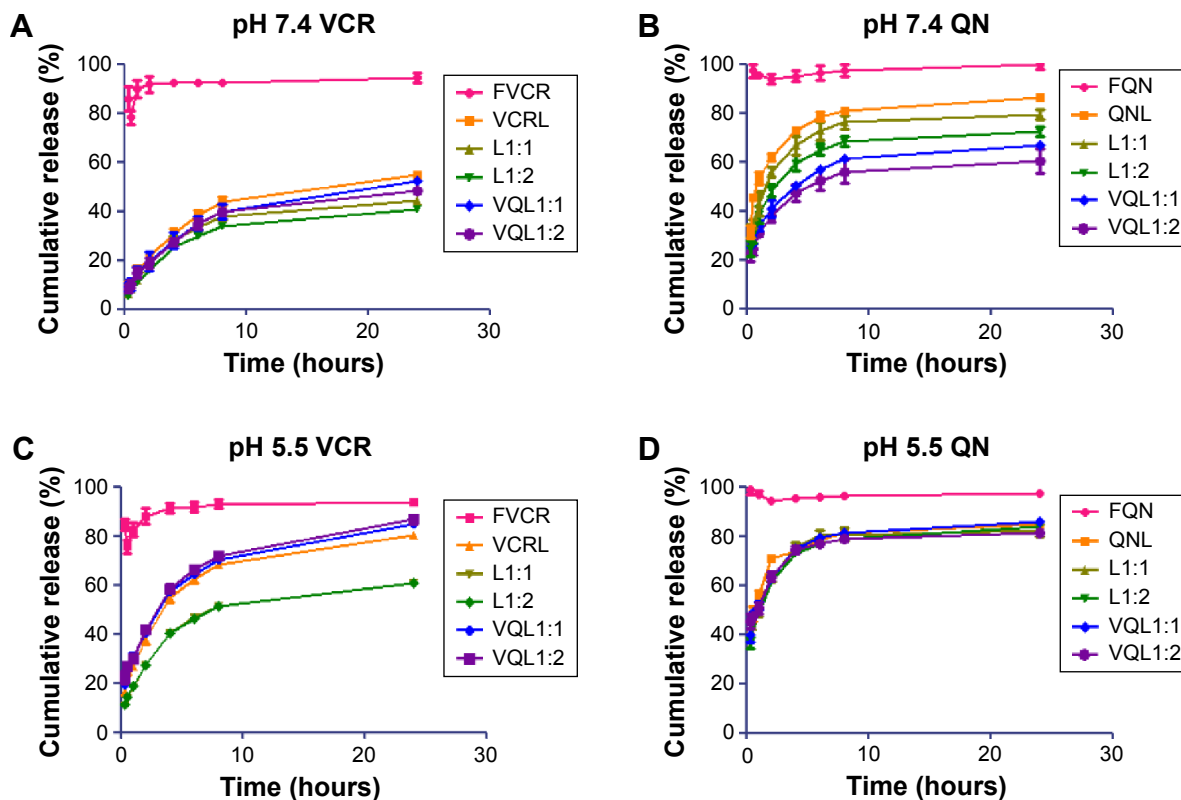 A
pH 7.4 VCR
Cumulative release (%)
100
80
60
40
20
0
0 10 20 30
Time (hours)
FVCR
VCRL
L1:1
L1:2
VQL1:1
VQL1:2
B
pH 7.4 QN
Cumulative release (%)
100
80
60
40
20
0
0 10 20 30
Time (hours)
FQN
QNL
L1:1
L1:2
VQL1:1
VQL1:2
C
pH 5.5 VCR
Cumulative release (%)
100
80
60
40
20
0
0 10 20 30
Time (hours)
FVCR
VCRL
L1:1
L1:2
VQL1:1
VQL1:2
D
pH 5.5 QN
Cumulative release (%)
100
80
60
40
20
0
0 10 20 30
Time (hours)
FQN
QNL
L1:1
L1:2
VQL1:1
VQL1:2